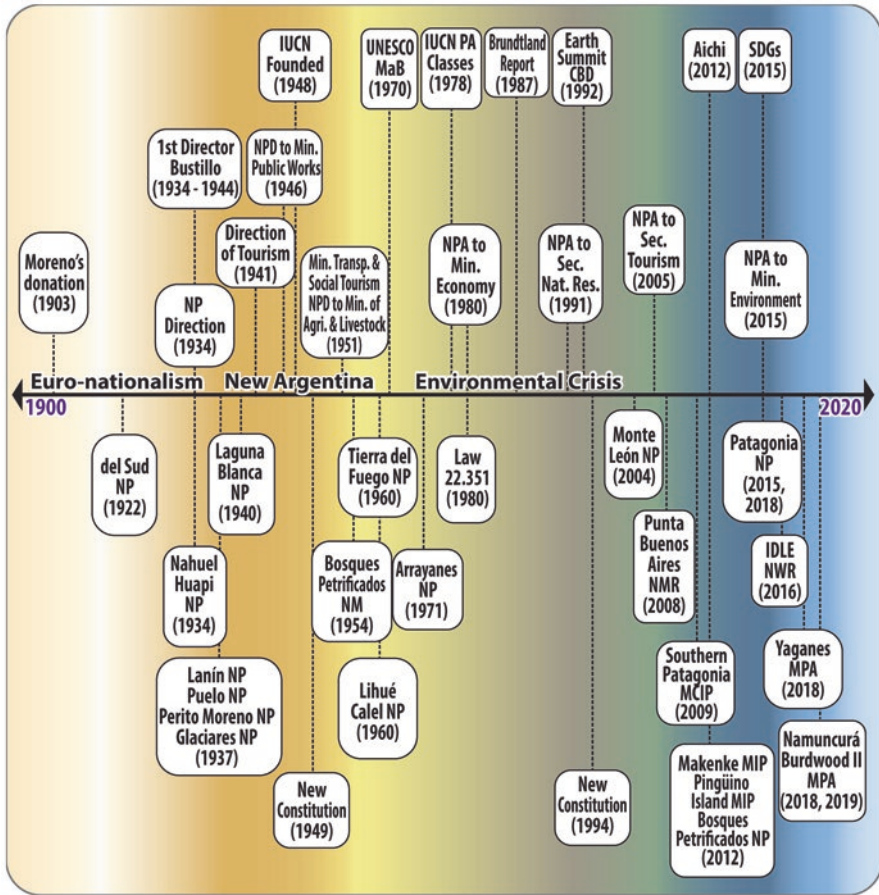 IUCN
Founded
(1948)
UNESCO
MaB
(1970)
IUCN PA
Classes
(1978)
Brundtland
Report
(1987)
Earth
Summit
CBD
(1992)
Aichi
(2012)
SDGs
(2015)
1st Director
Bustillo
(1934 - 1944)
NPD to Min.
Public Works
(1946)
Moreno's
donation
(1903)
NP
Direction
(1934)
Direction
of Tourism
(1941)
Min. Transp. &
Social Tourism
NPD to Min. of
Agri. & Livestock
(1951)
NPA to
Min.
Economy
(1980)
NPA to
Sec.
Nat. Res.
(1991)
NPA to
Sec.
Tourism
(2005)
NPA to
Min.
Environment
(2015)
Euro-nationalism
New Argentina
Environmental Crisis
1900
2020
del Sud
NP
(1922)
Laguna
Blanca
NP
(1940)
Tierra del
Fuego NP
(1960)
Law
22.351
(1980)
Monte
León NP
(2004)
Patagonia
NP
(2015,
2018)
Nahuel
Huapi
NP
(1934)
Bosques
Petrificados
NM
(1954)
Arrayanes
NP
(1971)
Punta
Buenos
Aires
NMR
(2008)
IDLE
NWR
(2016)
Lanín NP
Puelo NP
Perito Moreno NP
Glaciares NP
(1937)
Lihué
Calel NP
(1960)
Southern
Patagonia
MCIP
(2009)
Yaganes
MPA
(2018)
New
Constitution
(1949)
New
Constitution
(1994)
Makenke MIP
Pingüino
Island MIP
Bosques
Petrificados NP
(2012)
Namuncurá
Burdwood II
MPA
(2018, 2019)